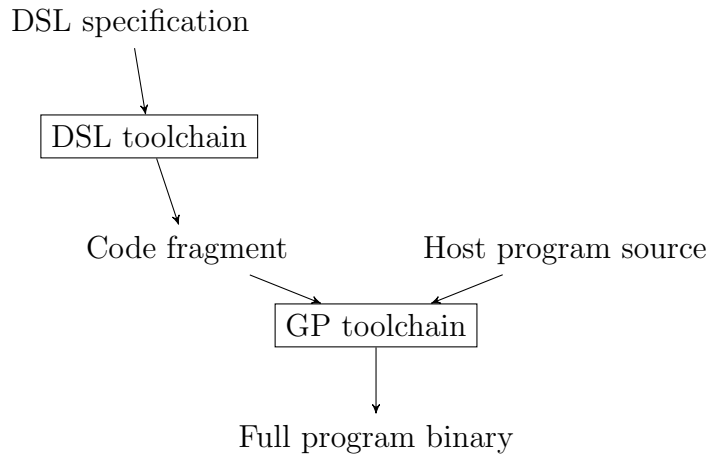 DSL specification
DSL toolchain
Code fragment
Host program source
GP toolchain
Full program binary